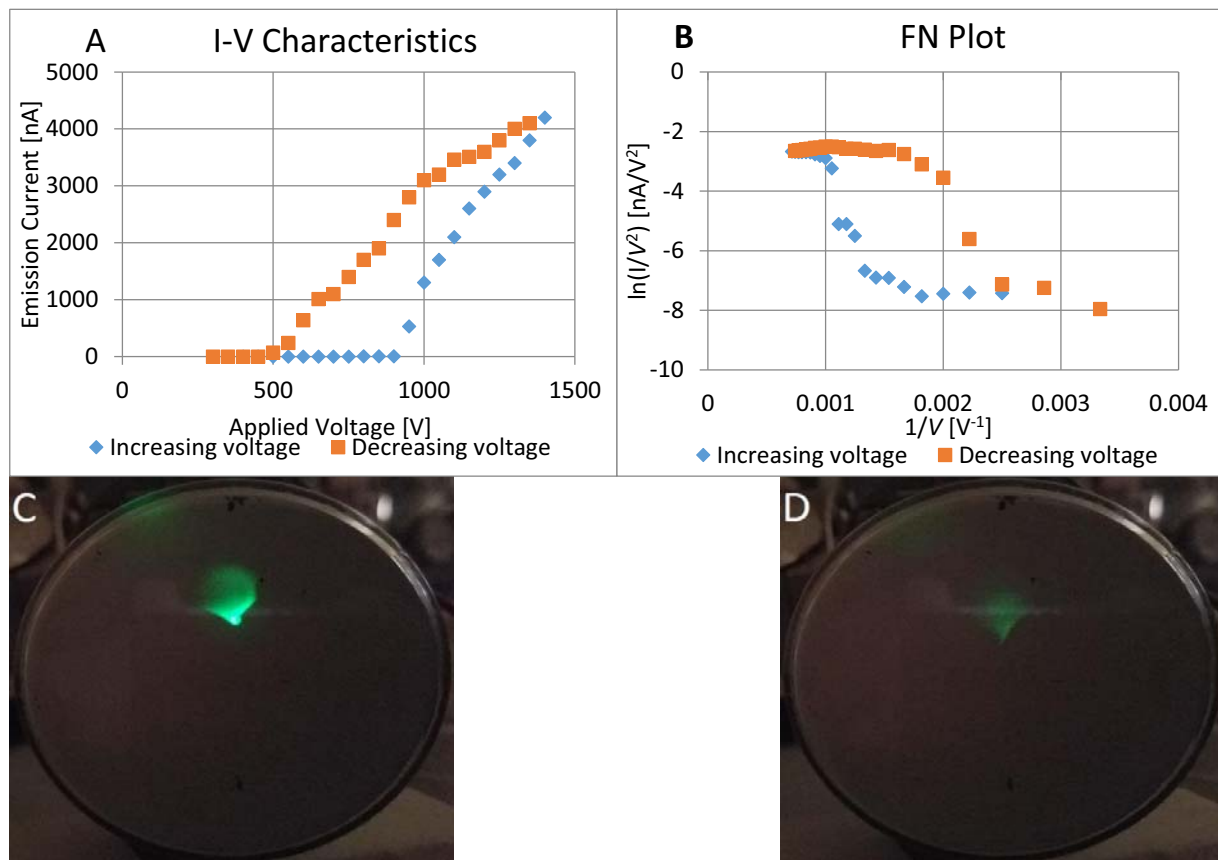 A I-V Characteristics
5000
4000
3000
2000
1000
0
Emission Current [nA]
0 500 1000 1500
Applied Voltage [V]
Increasing voltage Decreasing voltage
B FN Plot
0
-2
-4
-6
-8
-10
ln(I/V²) [nA/V²]
0 0.001 0.002 0.003 0.004
1/V [V⁻¹]
Increasing voltage Decreasing voltage
C
D